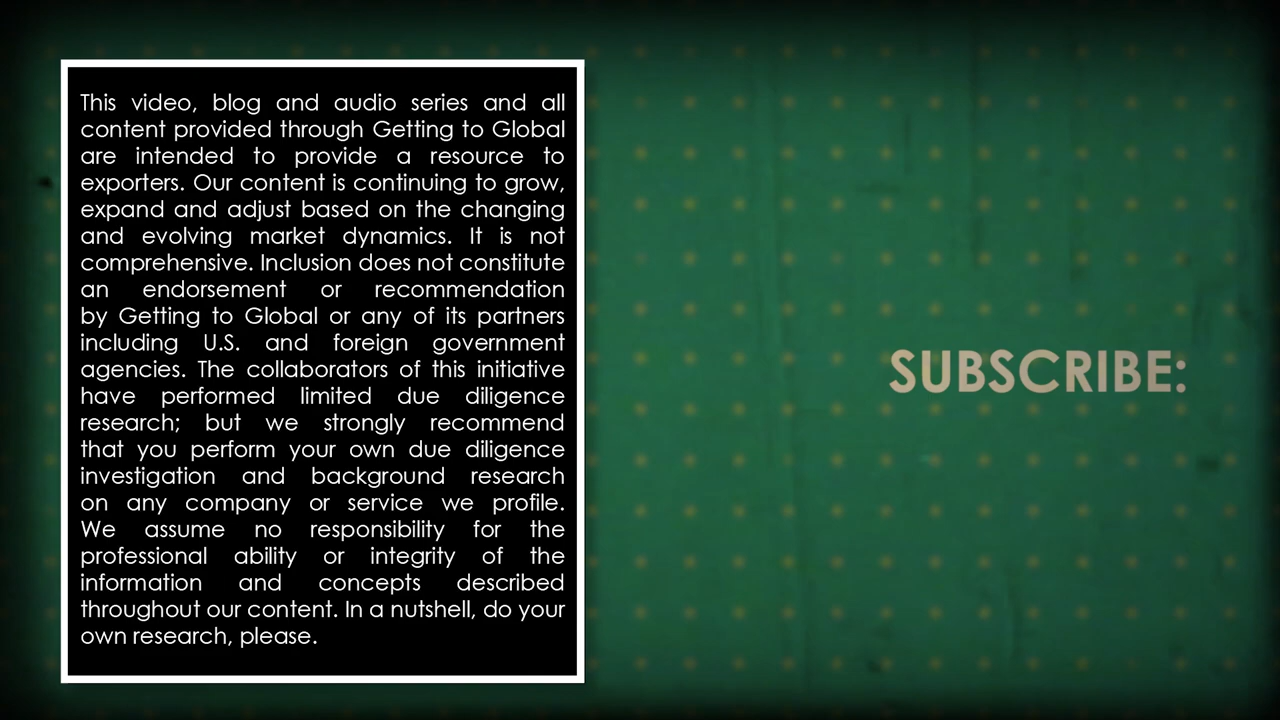 This video, blog and audio series and all
content provided through Getting to Global
are intended to provide a resource to
exporters. Our content is continuing to grow,
expand and adjust based on the changing
and evolving market dynamics. It is not
comprehensive. Inclusion does not constitute
an endorsement or recommendation
by Getting to Global or any of its partners
including U.S. and foreign government
agencies. The collaborators of this initiative
have performed limited due diligence
research; but we strongly recommend
that you perform your own due diligence
investigation and background research
on any company or service we profile.
We assume no responsibility for the
professional ability or integrity of the
information and concepts described
throughout our content. In a nutshell, do your
own research, please.
SUBSCRIBE: